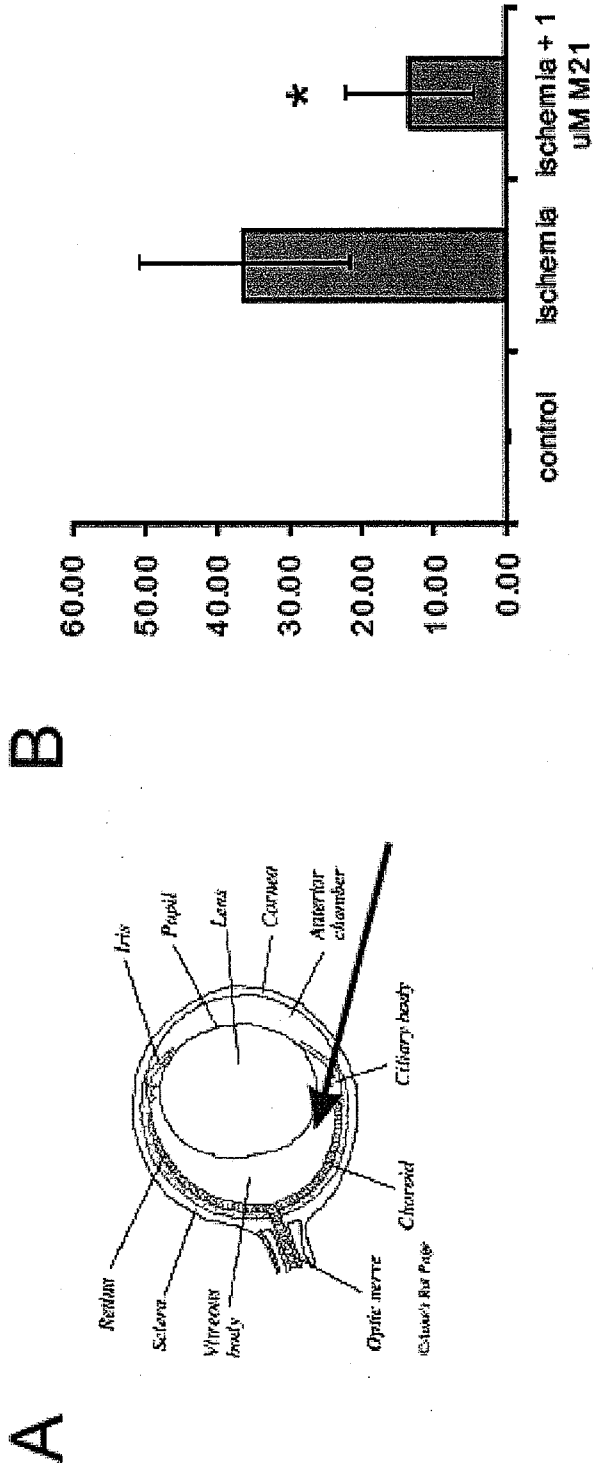 A
Retina
Sclera
Vitreous
body
Optic nerve
Choroid
Ciliary body
Anterior
chamber
Cornea
Lens
Pupil
Iris
B
60.00
50.00
40.00
30.00
20.00
10.00
0.00
control
Ischemia
Ischemia + 1
µM M21
*